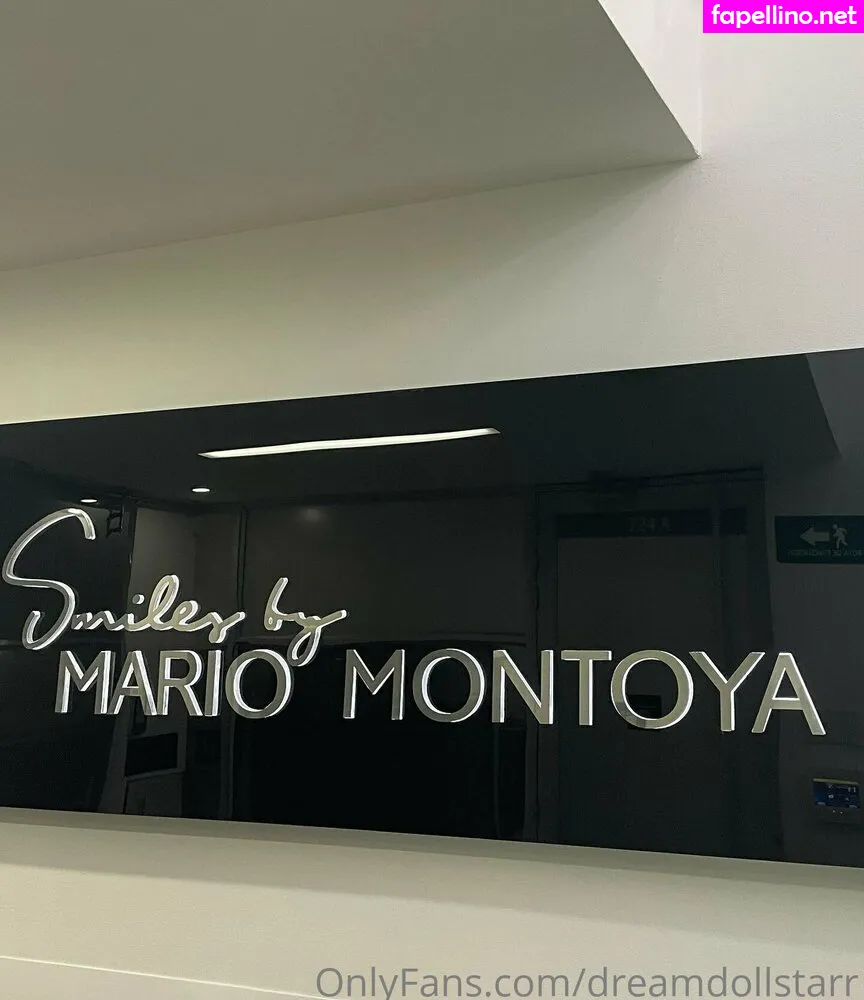 fapellino.net
Smiles by
MARIO MONTOYA
OnlyFans.com/dreamdollstarr